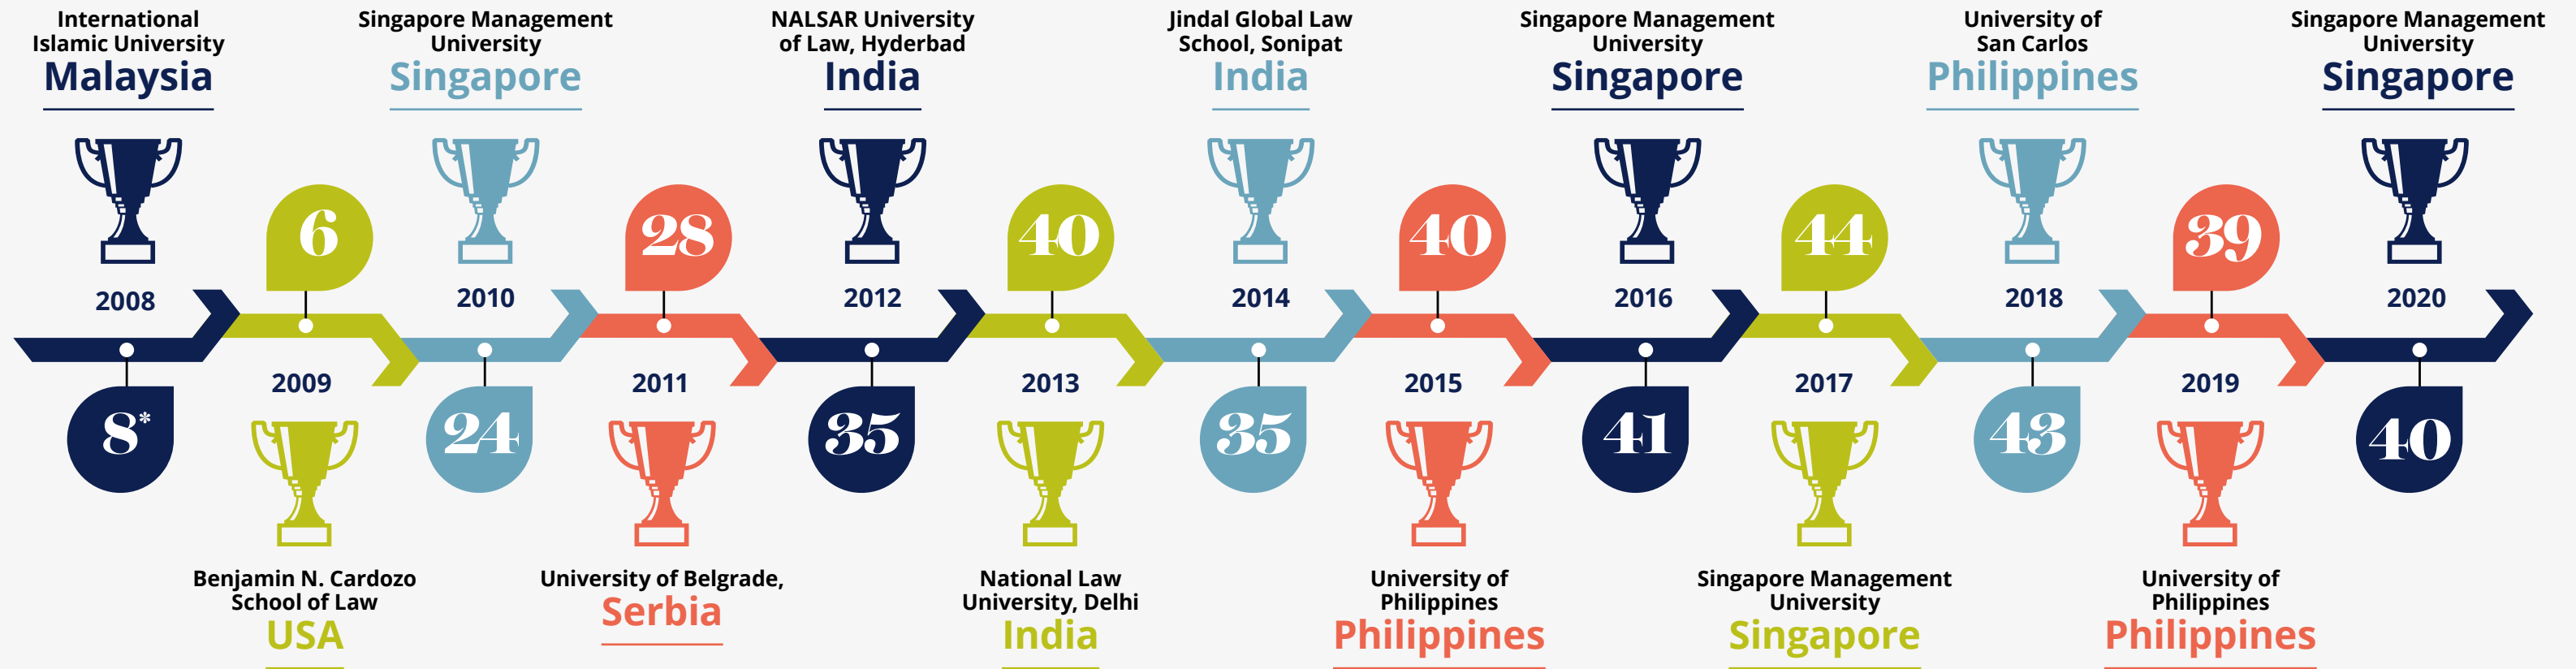 International
Islamic University
Malaysia
Singapore Management
University
Singapore
NALSAR University
of Law, Hyderbad
India
Jindal Global Law
School, Sonipat
India
Singapore Management
University
Singapore
University of
San Carlos
Philippines
Singapore Management
University
Singapore
6
28
40
40
44
39
2008
2010
2012
2014
2016
2018
2020
2009
2011
2013
2015
2017
2019
8*
24
35
35
41
43
40
Benjamin N. Cardozo
School of Law
USA
University of Belgrade,
Serbia
National Law
University, Delhi
India
University of
Philippines
Philippines
Singapore Management
University
Singapore
University of
Philippines
Philippines